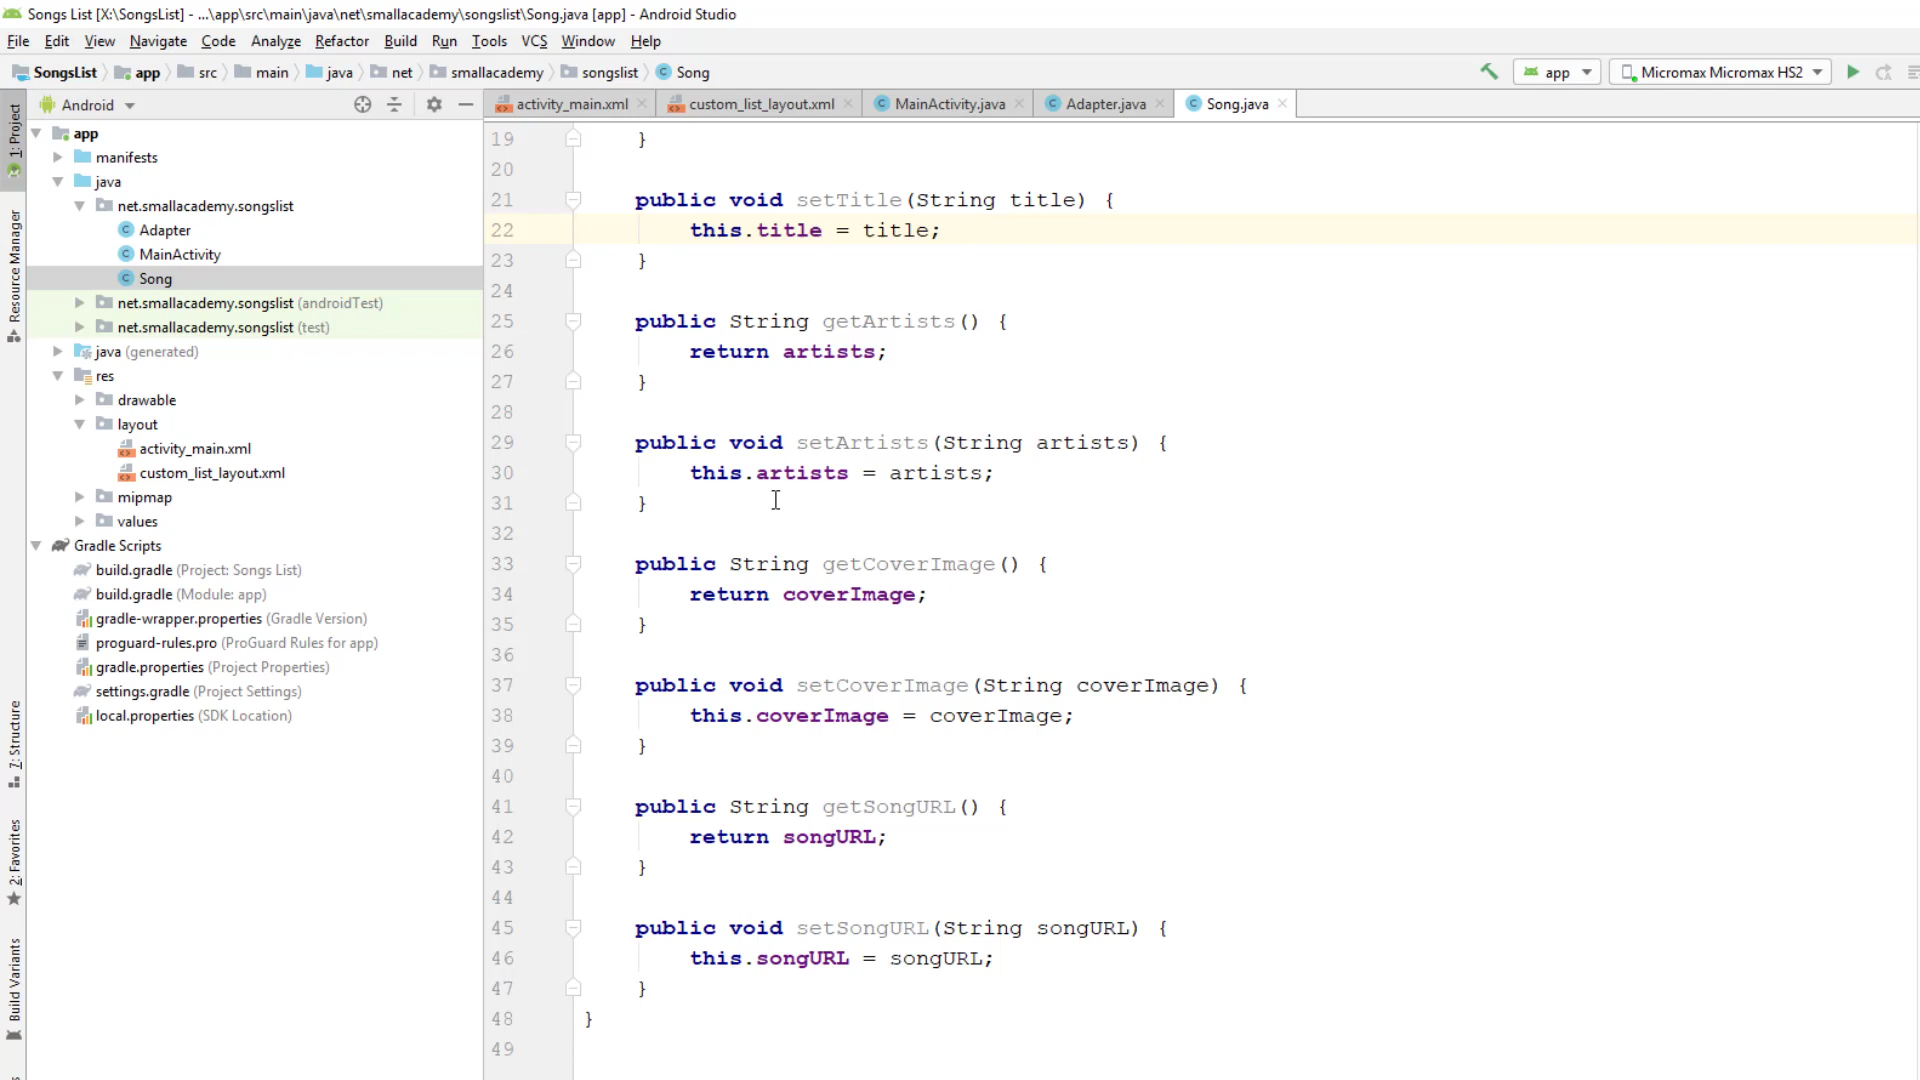 Songs List [X:\SongsList] - ...\app\src\main\java\net\smallacademy\songslist\Song.java [app] - Android Studio
File Edit View Navigate Code Analyze Refactor Build Run Tools VCS Window Help
SongsList app src main java net smallacademy songslist Song app Micromax Micromax HS2
Android activity_main.xml custom_list_layout.xml MainActivity.java Adapter.java Song.java
1: Project
Resource Manager
7: Structure
2: Favorites
Build Variants
app
manifests
java
net.smallacademy.songslist
Adapter
MainActivity
Song
net.smallacademy.songslist (androidTest)
net.smallacademy.songslist (test)
java (generated)
res
drawable
layout
activity_main.xml
custom_list_layout.xml
mipmap
values
Gradle Scripts
build.gradle (Project: Songs List)
build.gradle (Module: app)
gradle-wrapper.properties (Gradle Version)
proguard-rules.pro (ProGuard Rules for app)
gradle.properties (Project Properties)
settings.gradle (Project Settings)
local.properties (SDK Location)
19 }
20
21 public void setTitle(String title) {
22 this.title = title;
23 }
24
25 public String getArtists() {
26 return artists;
27 }
28
29 public void setArtists(String artists) {
30 this.artists = artists;
31 }
32
33 public String getCoverImage() {
34 return coverImage;
35 }
36
37 public void setCoverImage(String coverImage) {
38 this.coverImage = coverImage;
39 }
40
41 public String getSongURL() {
42 return songURL;
43 }
44
45 public void setSongURL(String songURL) {
46 this.songURL = songURL;
47 }
48 }
49